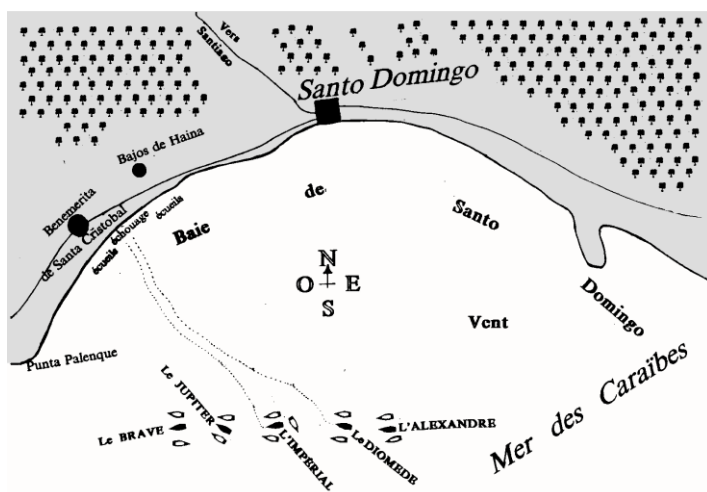 Vers
Santiago
Santo Domingo
Bajos de Haina
Benemerita
de Santa Cristobal
écueils
échouage
écueils
Baie
de
Santo
Domingo
N
O E
S
Vent
Punta Palenque
Mer des Caraïbes
Le BRAVE
Le JUPITER
L'IMPÉRIAL
Le DIOMEDE
L'ALEXANDRE